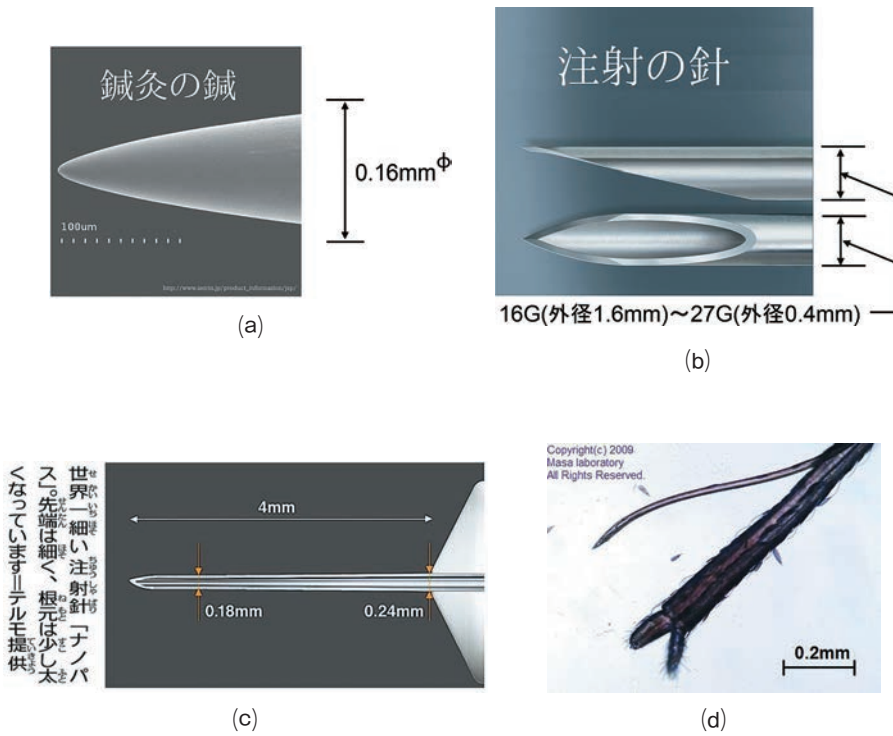 鍼灸の鍼
0.16mmΦ
100um
(a)
注射の針
16G(外径1.6mm)～27G(外径0.4mm)
(b)
世界一細い注射針「ナノパ
ス」。先端は細く、根元は少し太
くなっています＝テルモ提供
4mm
0.18mm
0.24mm
(c)
Copyright(c) 2009
Masa laboratory
All Rights Reserved.
0.2mm
(d)